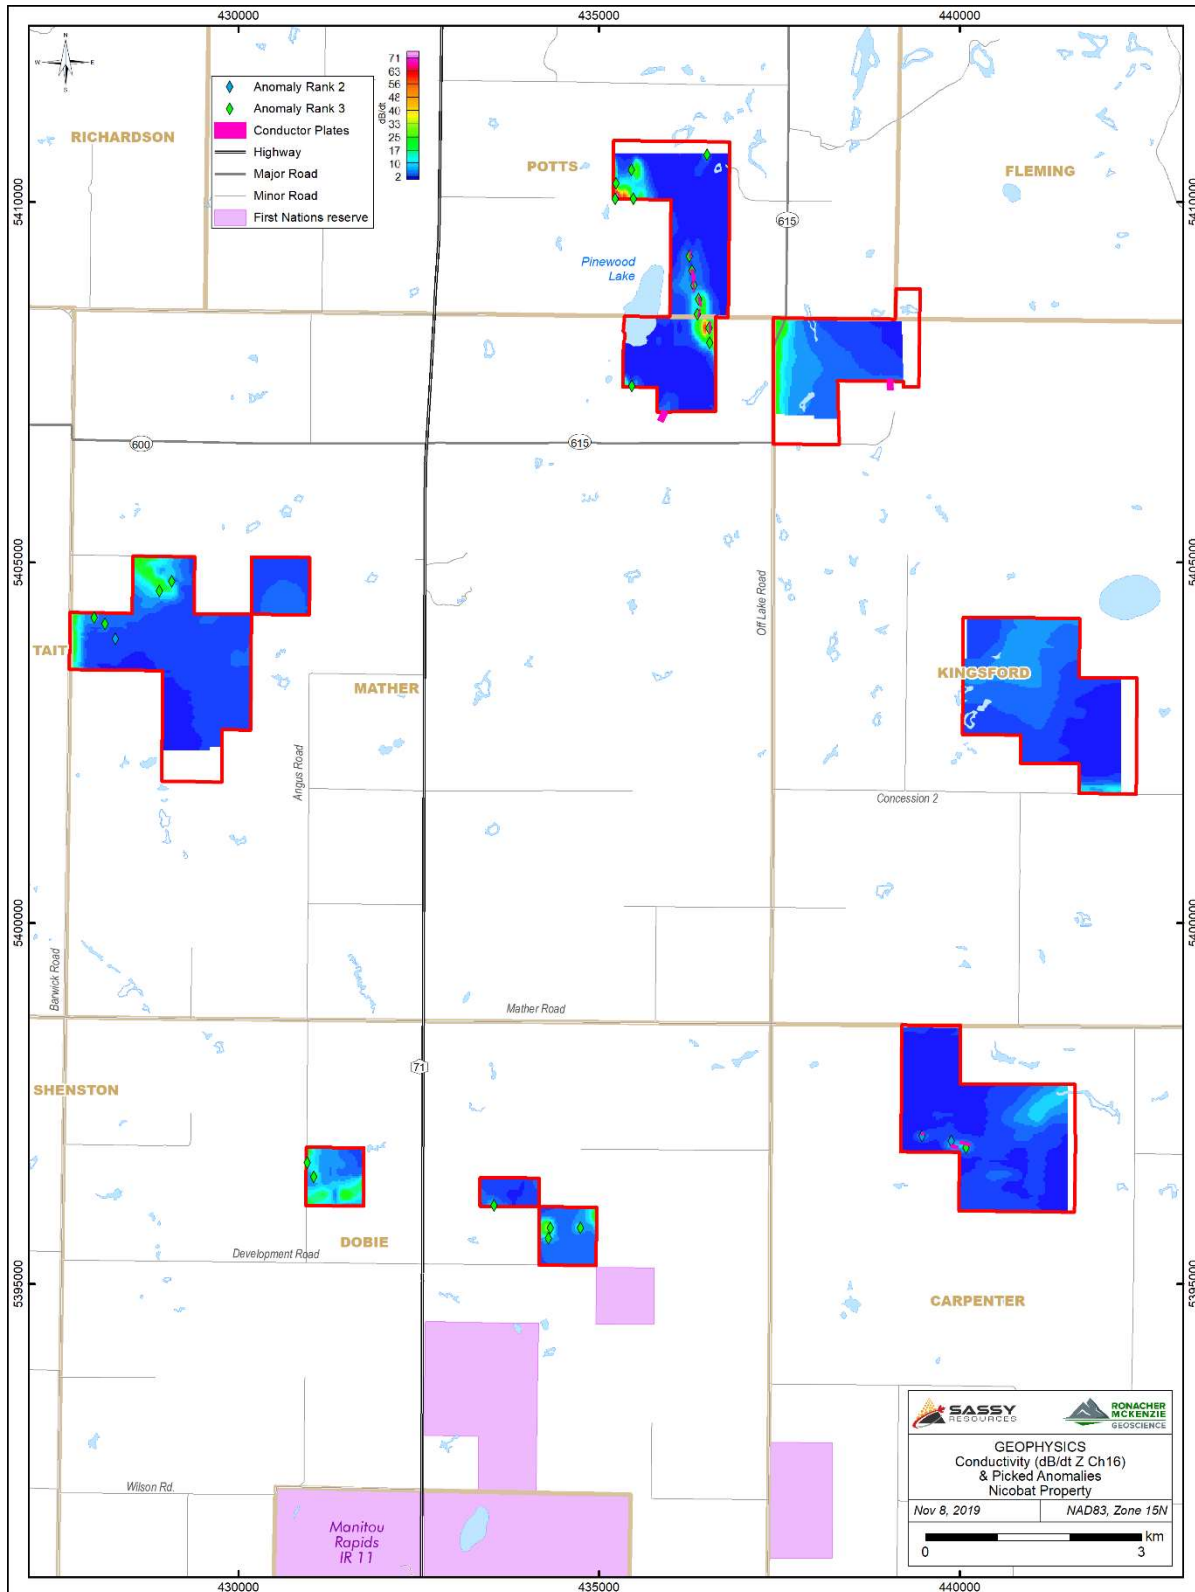 430000
435000
440000
N
W
E
S
Anomaly Rank 2
Anomaly Rank 3
Conductor Plates
Highway
Major Road
Minor Road
First Nations reserve
dB/dt
71
63
56
48
40
33
25
17
10
2
RICHARDSON
POTTS
FLEMING
5410000
5410000
615
Pinewood
Lake
600
615
5405000
5405000
Off Lake Road
TAIT
MATHER
KINGSFORD
Angus Road
Concession 2
5400000
5400000
Barwick Road
Mather Road
71
SHENSTON
DOBIE
Development Road
5395000
5395000
CARPENTER
Wilson Rd.
Manitou
Rapids
IR 11
SASSY
RESOURCES
RONACHER
MCKENZIE
GEOSCIENCE
GEOPHYSICS
Conductivity (dB/dt Z Ch16)
& Picked Anomalies
Nicobat Property
Nov 8, 2019
NAD83, Zone 15N
km
0
3
430000
435000
440000